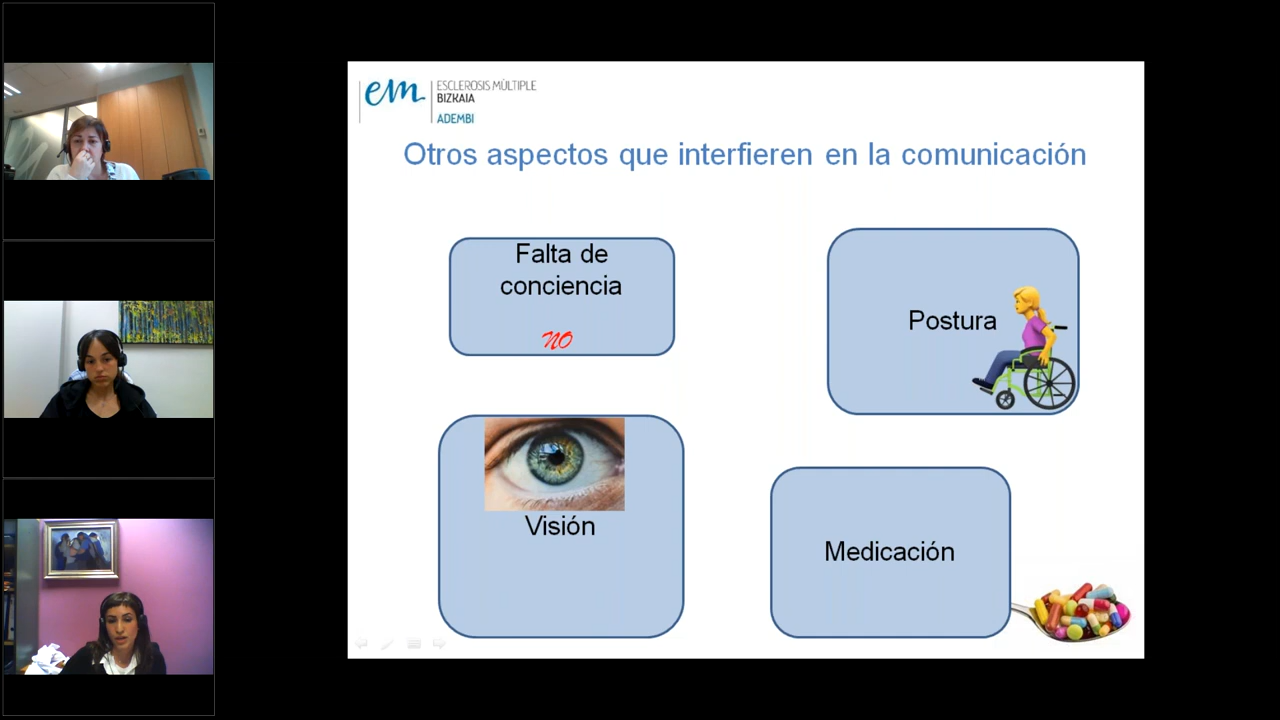 em
ESCLEROSIS MÚLTIPLE
BIZKAIA
ADEMBI
Otros aspectos que interfieren en la comunicación
Falta de
conciencia
NO
Postura
Visión
Medicación